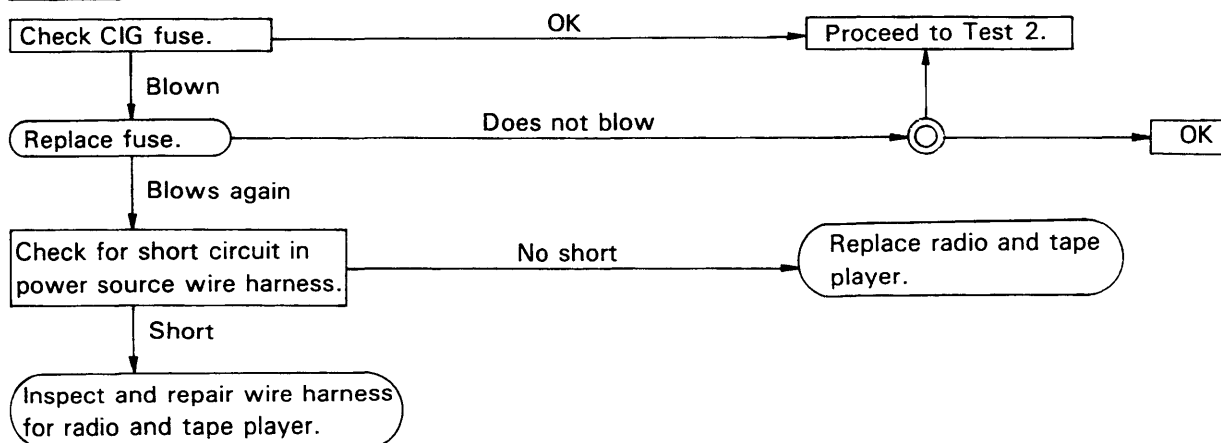 Check CIG fuse.
OK
Proceed to Test 2.
Blown
Replace fuse.
Does not blow
OK
Blows again
Check for short circuit in
power source wire harness.
No short
Replace radio and tape
player.
Short
Inspect and repair wire harness
for radio and tape player.